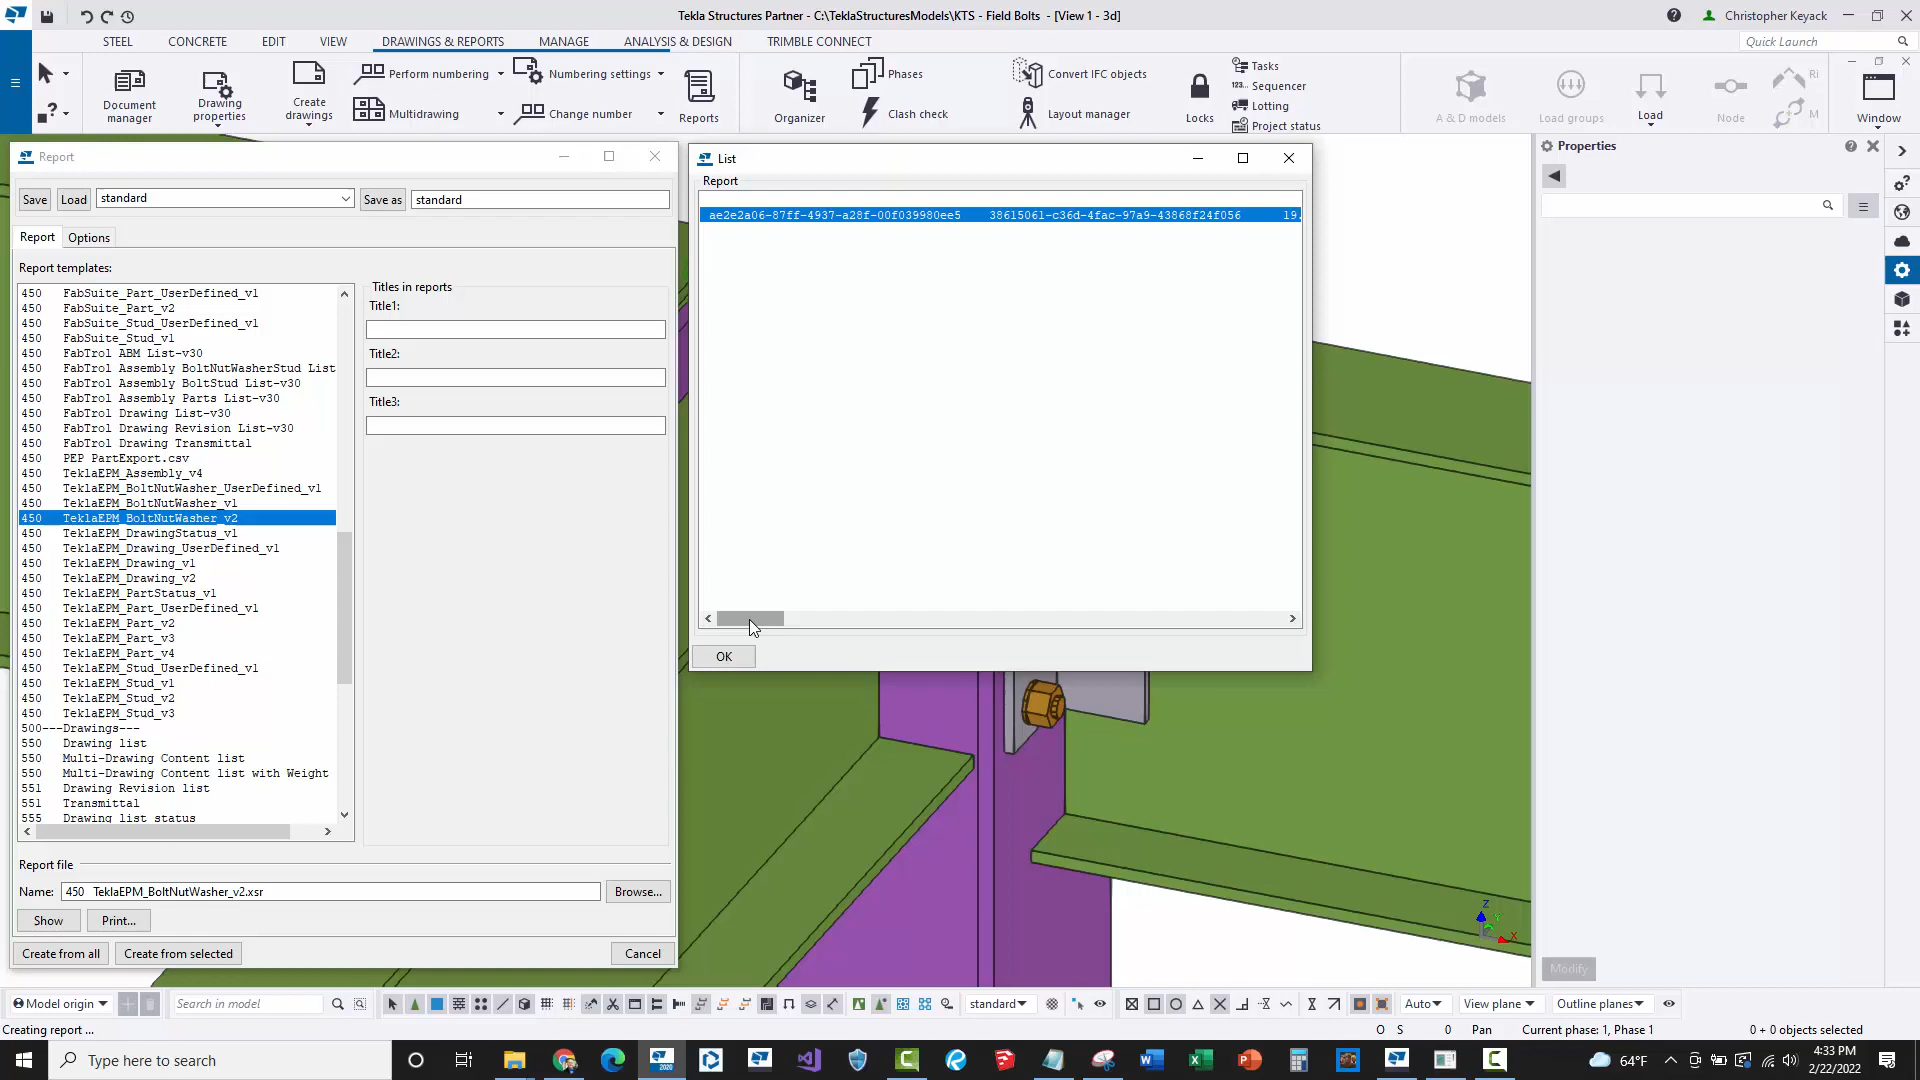 Tekla Structures Partner - C:\TeklaStructuresModels\KTS - Field Bolts - [View 1 - 3d]
Christopher Keyack
STEEL
CONCRETE
EDIT
VIEW
DRAWINGS & REPORTS
MANAGE
ANALYSIS & DESIGN
TRIMBLE CONNECT
Quick Launch
Document manager
Drawing properties
Create drawings
Perform numbering
Multidrawing
Numbering settings
Change number
Reports
Organizer
Phases
Clash check
Convert IFC objects
Layout manager
Locks
Tasks
Sequencer
Lotting
Project status
A & D models
Load groups
Load
Node
Ri
M
Window
Report
Save
Load
standard
Save as
standard
Report
Options
Report templates:
450 FabSuite_Part_UserDefined_v1
450 FabSuite_Part_v2
450 FabSuite_Stud_UserDefined_v1
450 FabSuite_Stud_v1
450 FabTrol ABM List-v30
450 FabTrol Assembly BoltNutWasherStud List
450 FabTrol Assembly BoltStud List-v30
450 FabTrol Assembly Parts List-v30
450 FabTrol Drawing List-v30
450 FabTrol Drawing Revision List-v30
450 FabTrol Drawing Transmittal
450 PEP PartExport.csv
450 TeklaEPM_Assembly_v4
450 TeklaEPM_BoltNutWasher_UserDefined_v1
450 TeklaEPM_BoltNutWasher_v1
450 TeklaEPM_BoltNutWasher_v2
450 TeklaEPM_DrawingStatus_v1
450 TeklaEPM_Drawing_UserDefined_v1
450 TeklaEPM_Drawing_v1
450 TeklaEPM_Drawing_v2
450 TeklaEPM_PartStatus_v1
450 TeklaEPM_Part_UserDefined_v1
450 TeklaEPM_Part_v2
450 TeklaEPM_Part_v3
450 TeklaEPM_Part_v4
450 TeklaEPM_Stud_UserDefined_v1
450 TeklaEPM_Stud_v1
450 TeklaEPM_Stud_v2
450 TeklaEPM_Stud_v3
500---Drawings---
550 Drawing list
550 Multi-Drawing Content list
550 Multi-Drawing Content list with Weight
551 Drawing Revision list
551 Transmittal
555 Drawing list status
Titles in reports
Title1:
Title2:
Title3:
Report file
Name: 450 TeklaEPM_BoltNutWasher_v2.xsr
Browse...
Show
Print...
Create from all
Create from selected
Cancel
List
Report
ae2e2a06-87ff-4937-a28f-00f039980ee5 38615061-c36d-4fac-97a9-43868f24f056 19.
OK
Properties
Modify
Z
Y
X
Model origin
Search in model
standard
Auto
View plane
Outline planes
Creating report ...
O S 0 Pan
Current phase: 1, Phase 1
0 + 0 objects selected
Type here to search
2020
64°F
4:33 PM
2/22/2022